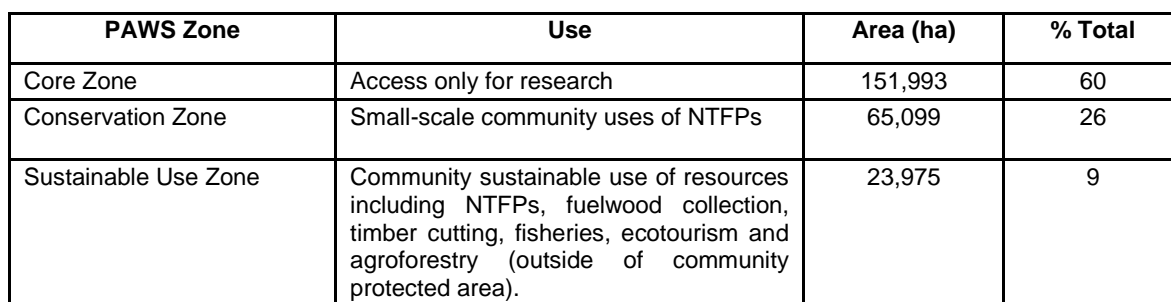 PAWS Zone Use Area (ha) % Total
Core Zone Access only for research 151,993 60
Conservation Zone Small-scale community uses of NTFPs 65,099 26
Sustainable Use Zone Community sustainable use of resources 23,975 9
including NTFPs, fuelwood collection,
timber cutting, fisheries, ecotourism and
agroforestry (outside of community
protected area).